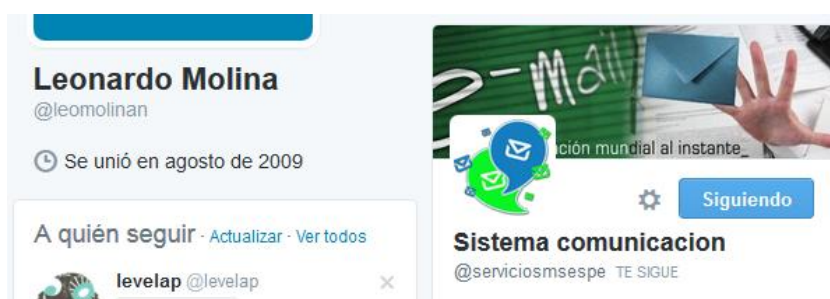 Leonardo Molina
@leomolinan
Se unió en agosto de 2009
A quién seguir · Actualizar · Ver todos
levelap @levelap
e-mail
ción mundial al instante_
Siguiendo
Sistema comunicacion
@serviciosmsespe TE SIGUE